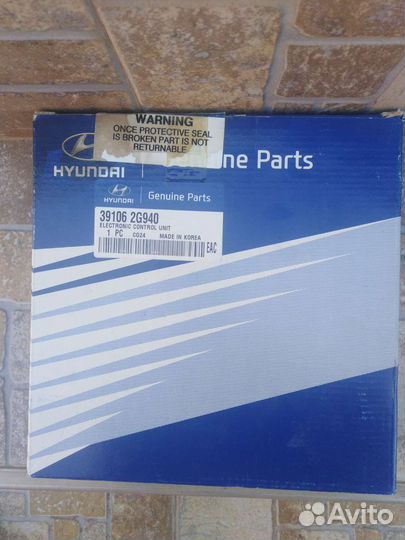 WARNING
ONCE PROTECTIVE SEAL
IS BROKEN PART IS NOT
RETURNABLE
HYUNDAI
ne Parts
HYUNDAI Genuine Parts
39106 2G940
ELECTRONIC CONTROL UNIT
1 PC CD24 MADE IN KOREA
EAC
Avito